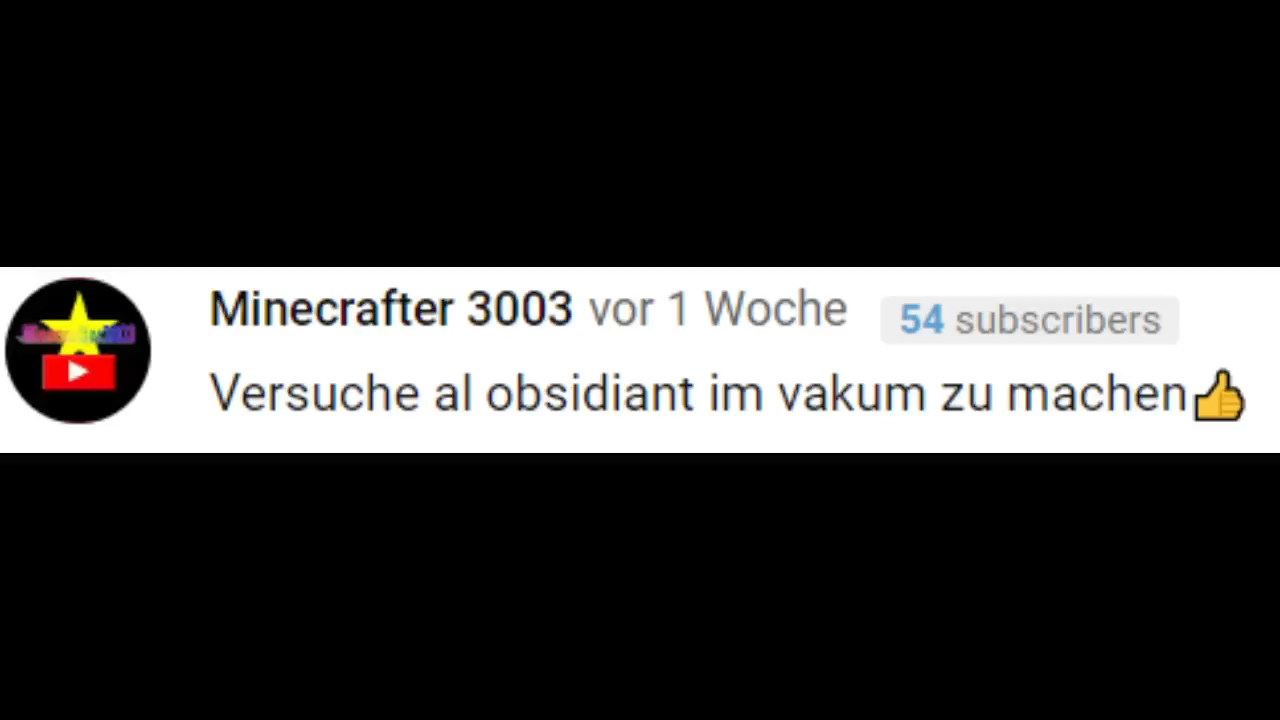 Minecrafter 3003 vor 1 Woche 54 subscribers
Versuche al obsidiant im vakum zu machen👍